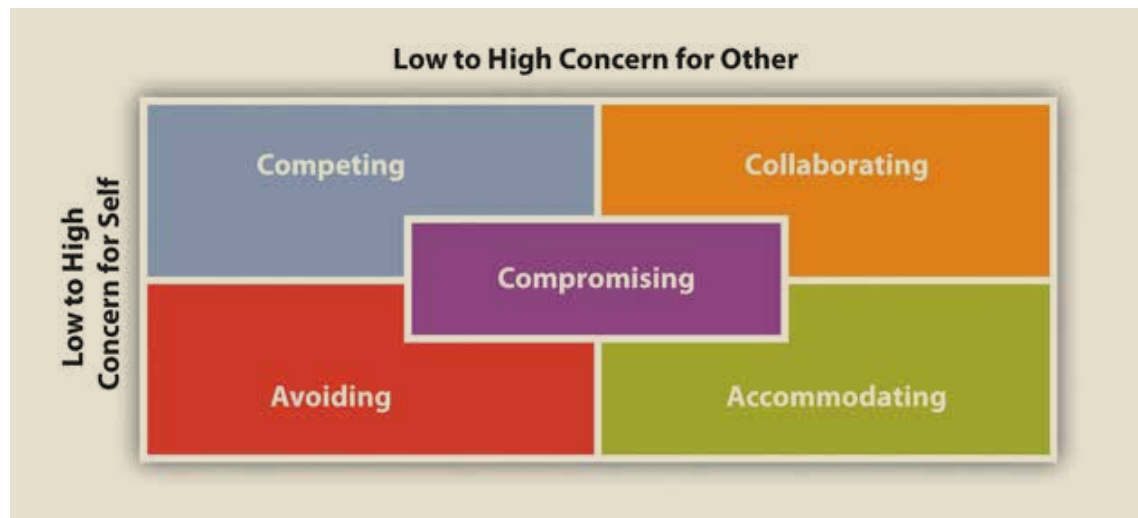 Low to High Concern for Other
Low to High
Concern for Self
Competing
Collaborating
Compromising
Avoiding
Accommodating